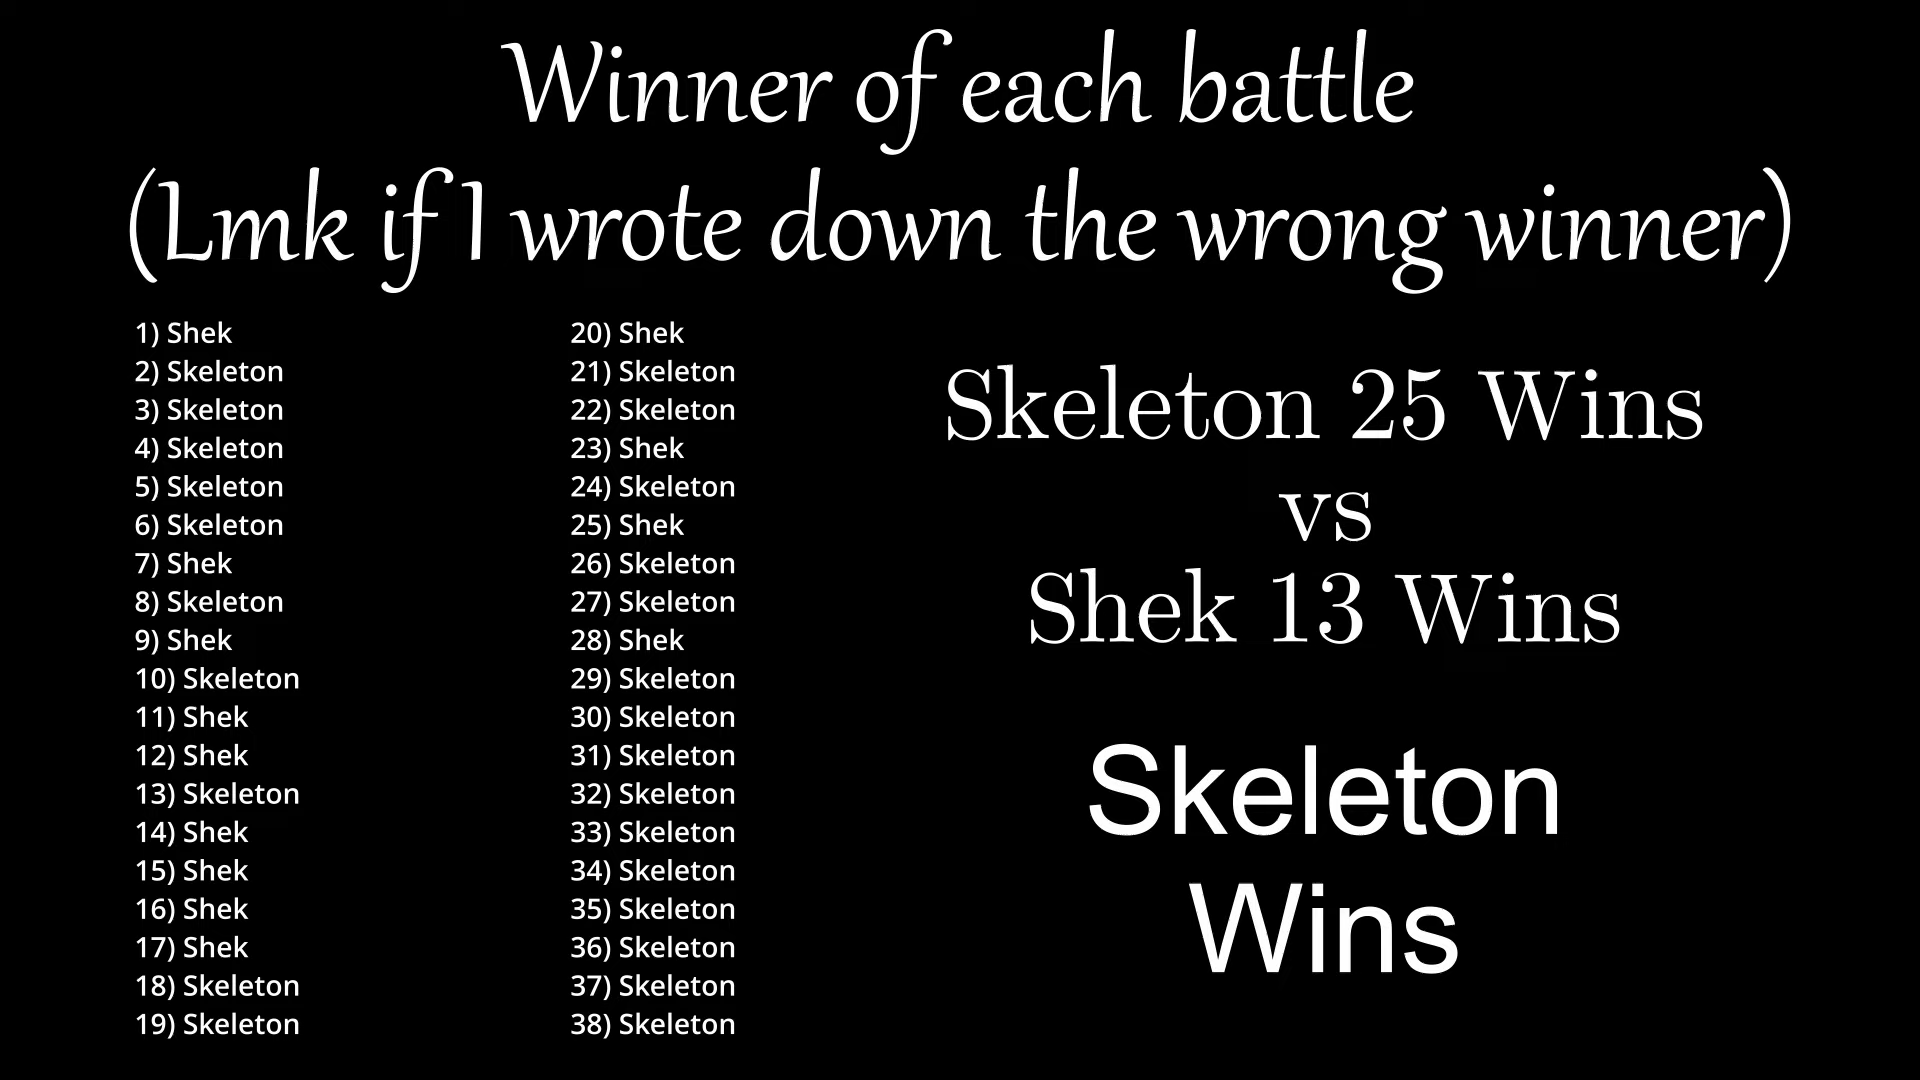 Winner of each battle
(Lmk if I wrote down the wrong winner)
1) Shek
2) Skeleton
3) Skeleton
4) Skeleton
5) Skeleton
6) Skeleton
7) Shek
8) Skeleton
9) Shek
10) Skeleton
11) Shek
12) Shek
13) Skeleton
14) Shek
15) Shek
16) Shek
17) Shek
18) Skeleton
19) Skeleton
20) Shek
21) Skeleton
22) Skeleton
23) Shek
24) Skeleton
25) Shek
26) Skeleton
27) Skeleton
28) Shek
29) Skeleton
30) Skeleton
31) Skeleton
32) Skeleton
33) Skeleton
34) Skeleton
35) Skeleton
36) Skeleton
37) Skeleton
38) Skeleton
Skeleton 25 Wins
vs
Shek 13 Wins
Skeleton
Wins